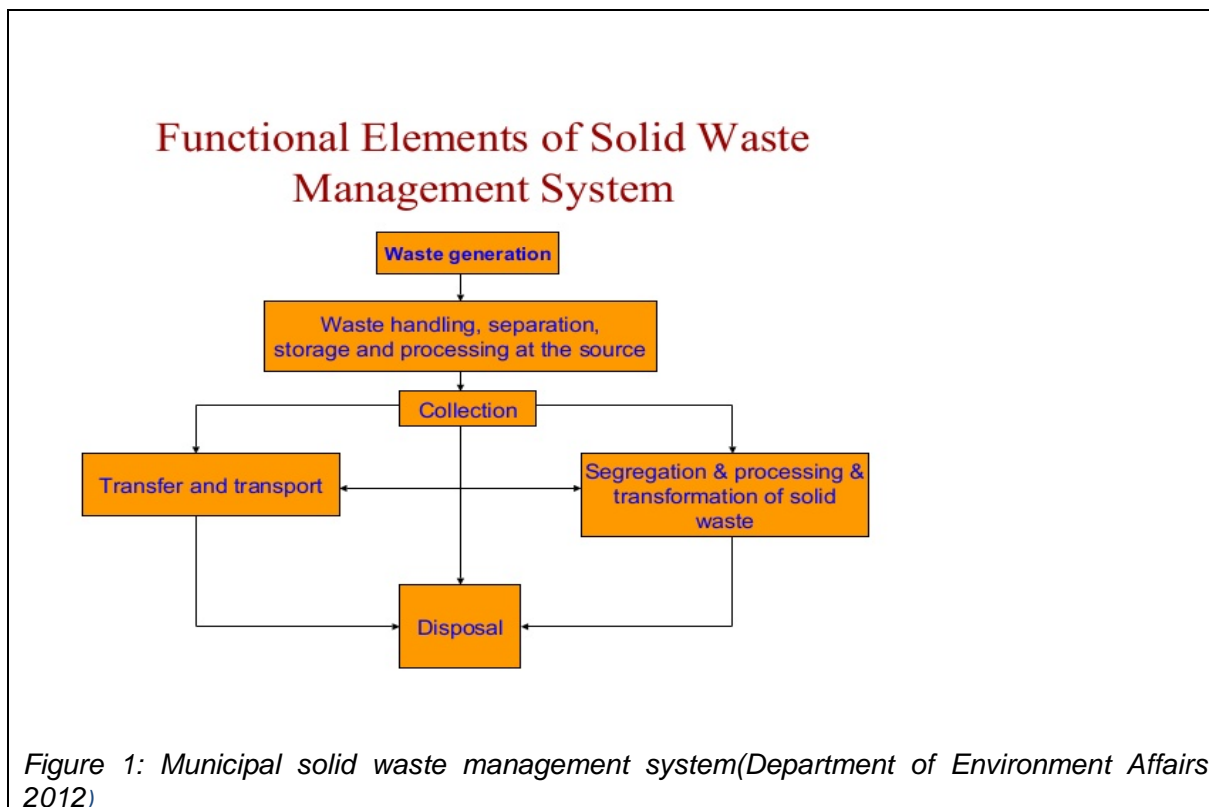 Functional Elements of Solid Waste
Management System
Waste generation
Waste handling, separation,
storage and processing at the source
Collection
Transfer and transport
Segregation & processing &
transformation of solid
waste
Disposal
Figure 1: Municipal solid waste management system(Department of Environment Affairs
2012)